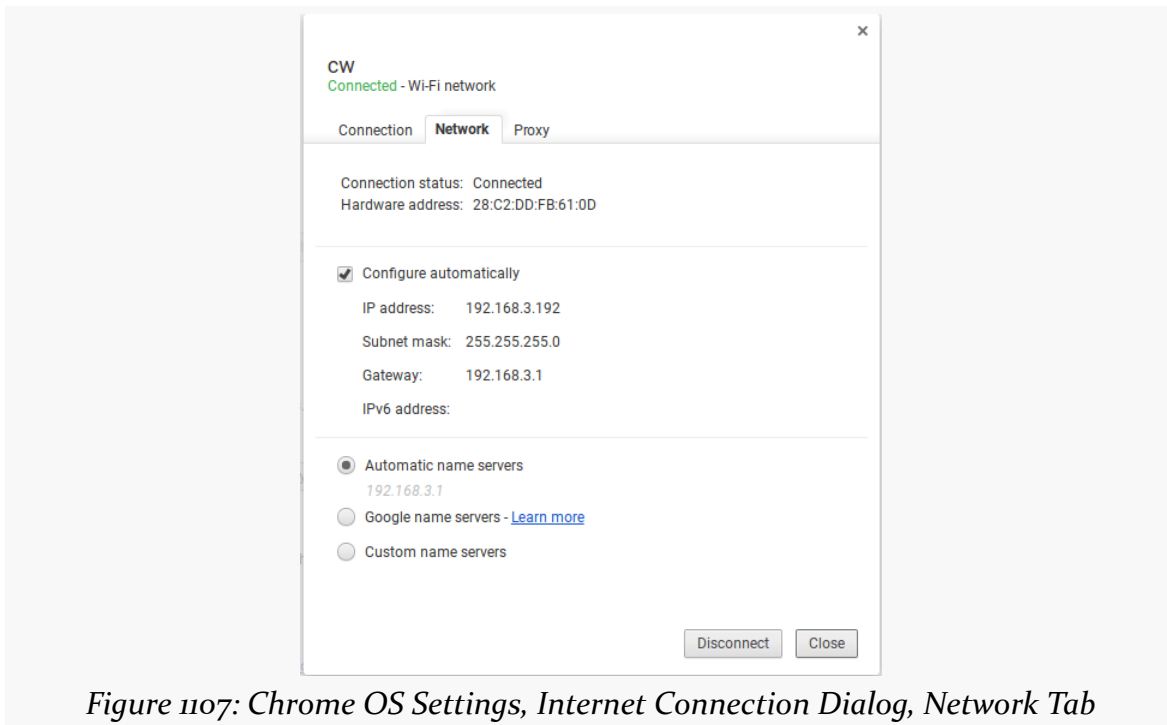 ×
CW
Connected - Wi-Fi network
Connection Network Proxy
Connection status: Connected
Hardware address: 28:C2:DD:FB:61:0D
Configure automatically
IP address: 192.168.3.192
Subnet mask: 255.255.255.0
Gateway: 192.168.3.1
IPv6 address:
Automatic name servers
192.168.3.1
Google name servers - Learn more
Custom name servers
Disconnect Close
Figure 1107: Chrome OS Settings, Internet Connection Dialog, Network Tab